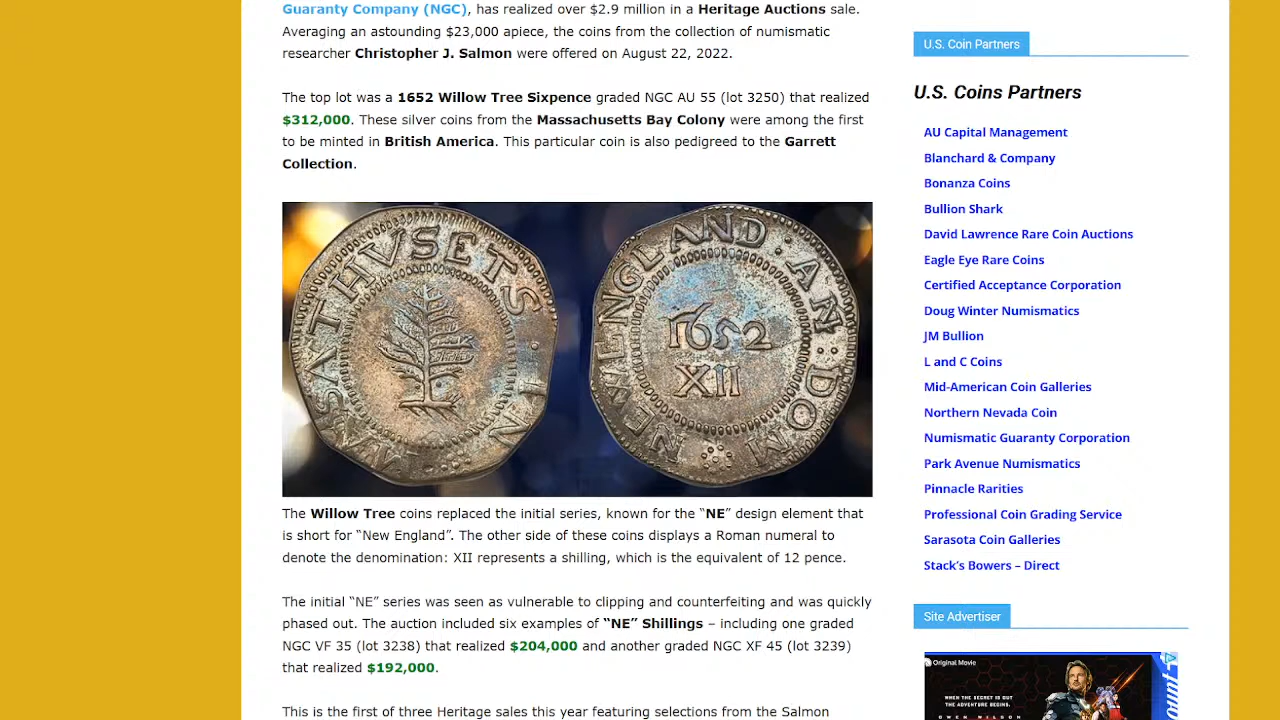 Guaranty Company (NGC), has realized over $2.9 million in a Heritage Auctions sale.
Averaging an astounding $23,000 apiece, the coins from the collection of numismatic
researcher Christopher J. Salmon were offered on August 22, 2022.
The top lot was a 1652 Willow Tree Sixpence graded NGC AU 55 (lot 3250) that realized
$312,000. These silver coins from the Massachusetts Bay Colony were among the first
to be minted in British America. This particular coin is also pedigreed to the Garrett
Collection.
MASATHVSETS · IN ·
NEWENGLAND · AN : DOM
1652
XII
The Willow Tree coins replaced the initial series, known for the “NE” design element that
is short for “New England”. The other side of these coins displays a Roman numeral to
denote the denomination: XII represents a shilling, which is the equivalent of 12 pence.
The initial “NE” series was seen as vulnerable to clipping and counterfeiting and was quickly
phased out. The auction included six examples of “NE” Shillings – including one graded
NGC VF 35 (lot 3238) that realized $204,000 and another graded NGC XF 45 (lot 3239)
that realized $192,000.
This is the first of three Heritage sales this year featuring selections from the Salmon
U.S. Coin Partners
U.S. Coins Partners
AU Capital Management
Blanchard & Company
Bonanza Coins
Bullion Shark
David Lawrence Rare Coin Auctions
Eagle Eye Rare Coins
Certified Acceptance Corporation
Doug Winter Numismatics
JM Bullion
L and C Coins
Mid-American Coin Galleries
Northern Nevada Coin
Numismatic Guaranty Corporation
Park Avenue Numismatics
Pinnacle Rarities
Professional Coin Grading Service
Sarasota Coin Galleries
Stack’s Bowers – Direct
Site Advertiser
Original Movie
WHEN THE SECRET IS OUT
THE ADVENTURE BEGINS.
OWEN WILSON